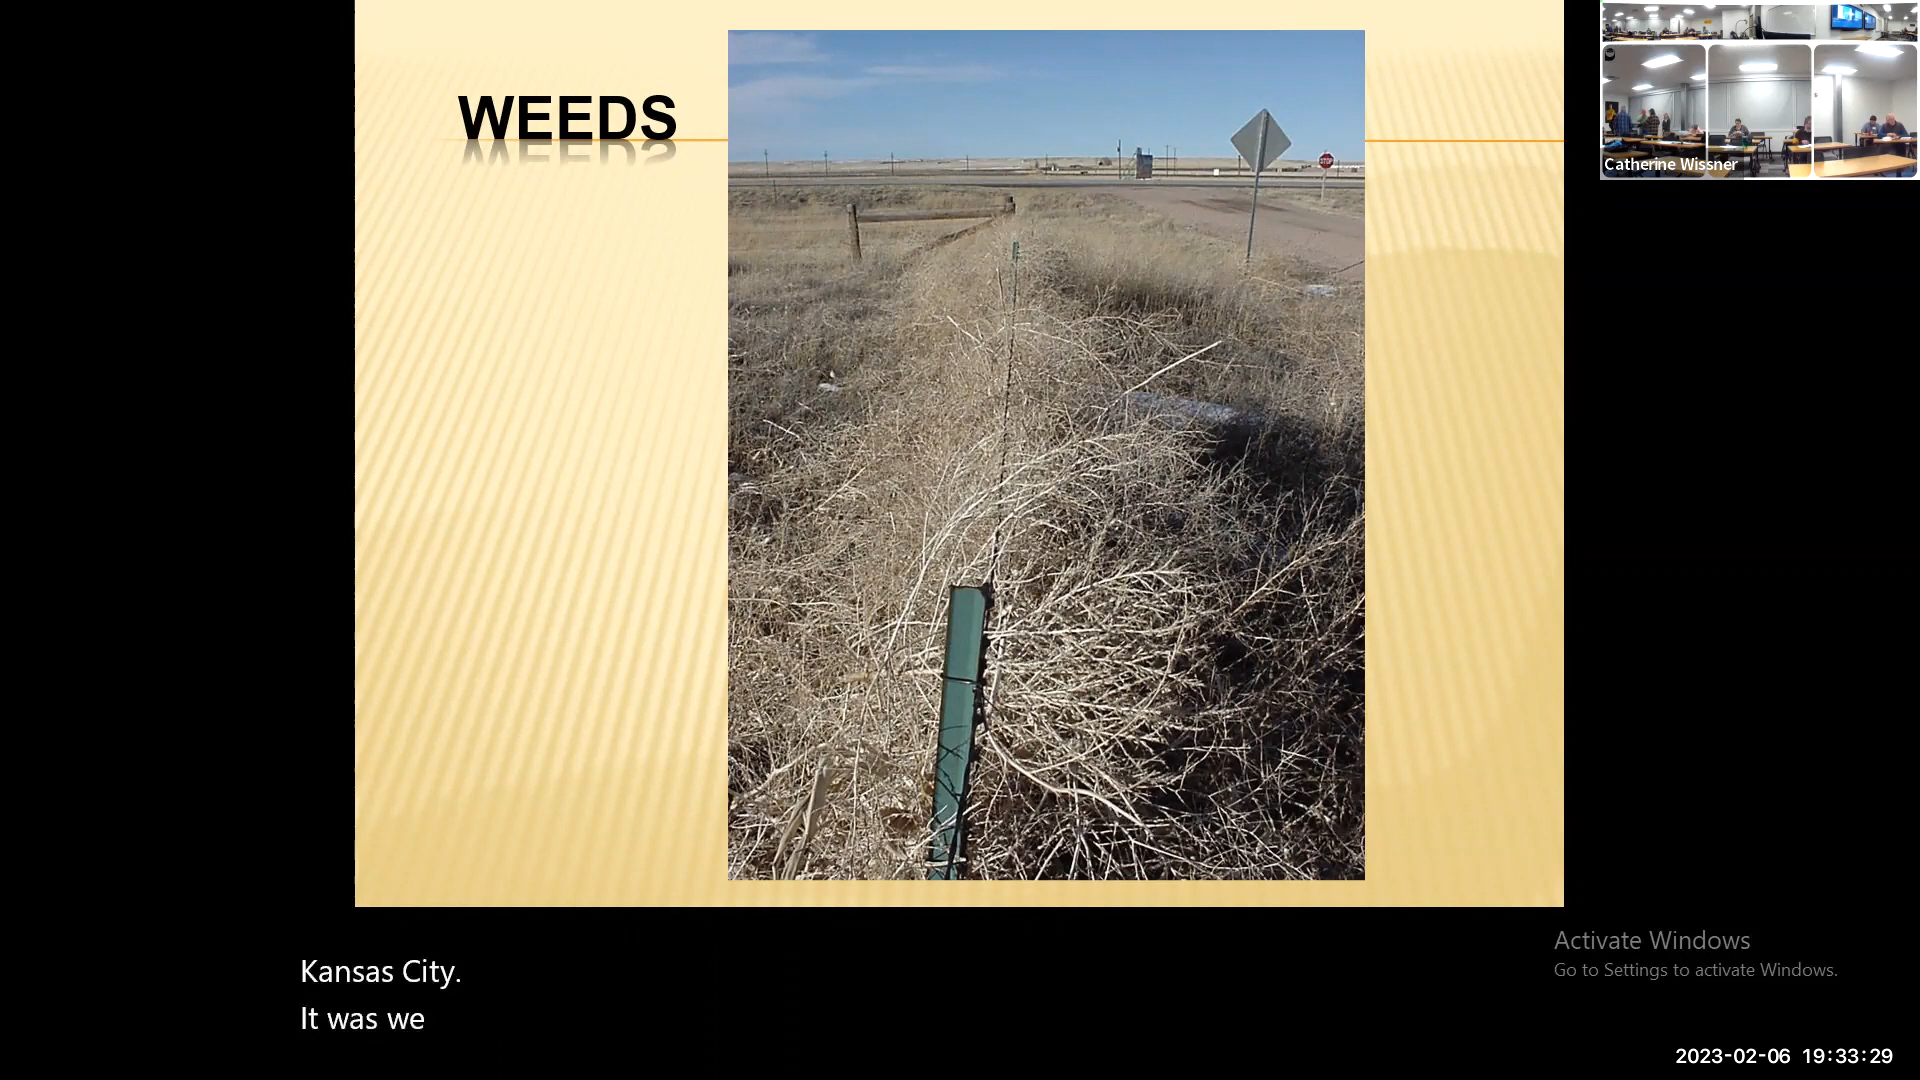 WEEDS
STOP
Catherine Wissner
Kansas City.
It was we
Activate Windows
Go to Settings to activate Windows.
2023-02-06 19:33:29